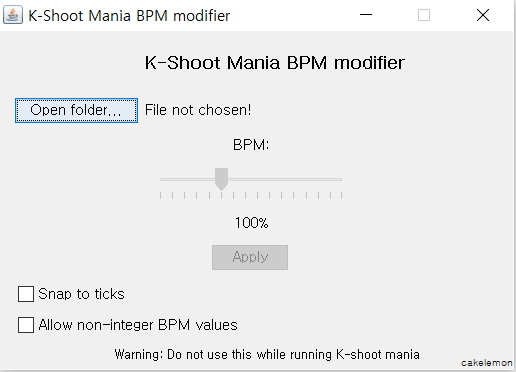 K-Shoot Mania BPM modifier
K-Shoot Mania BPM modifier
Open folder...
File not chosen!
BPM:
100%
Apply
Snap to ticks
Allow non-integer BPM values
Warning: Do not use this while running K-shoot mania
cakelemon